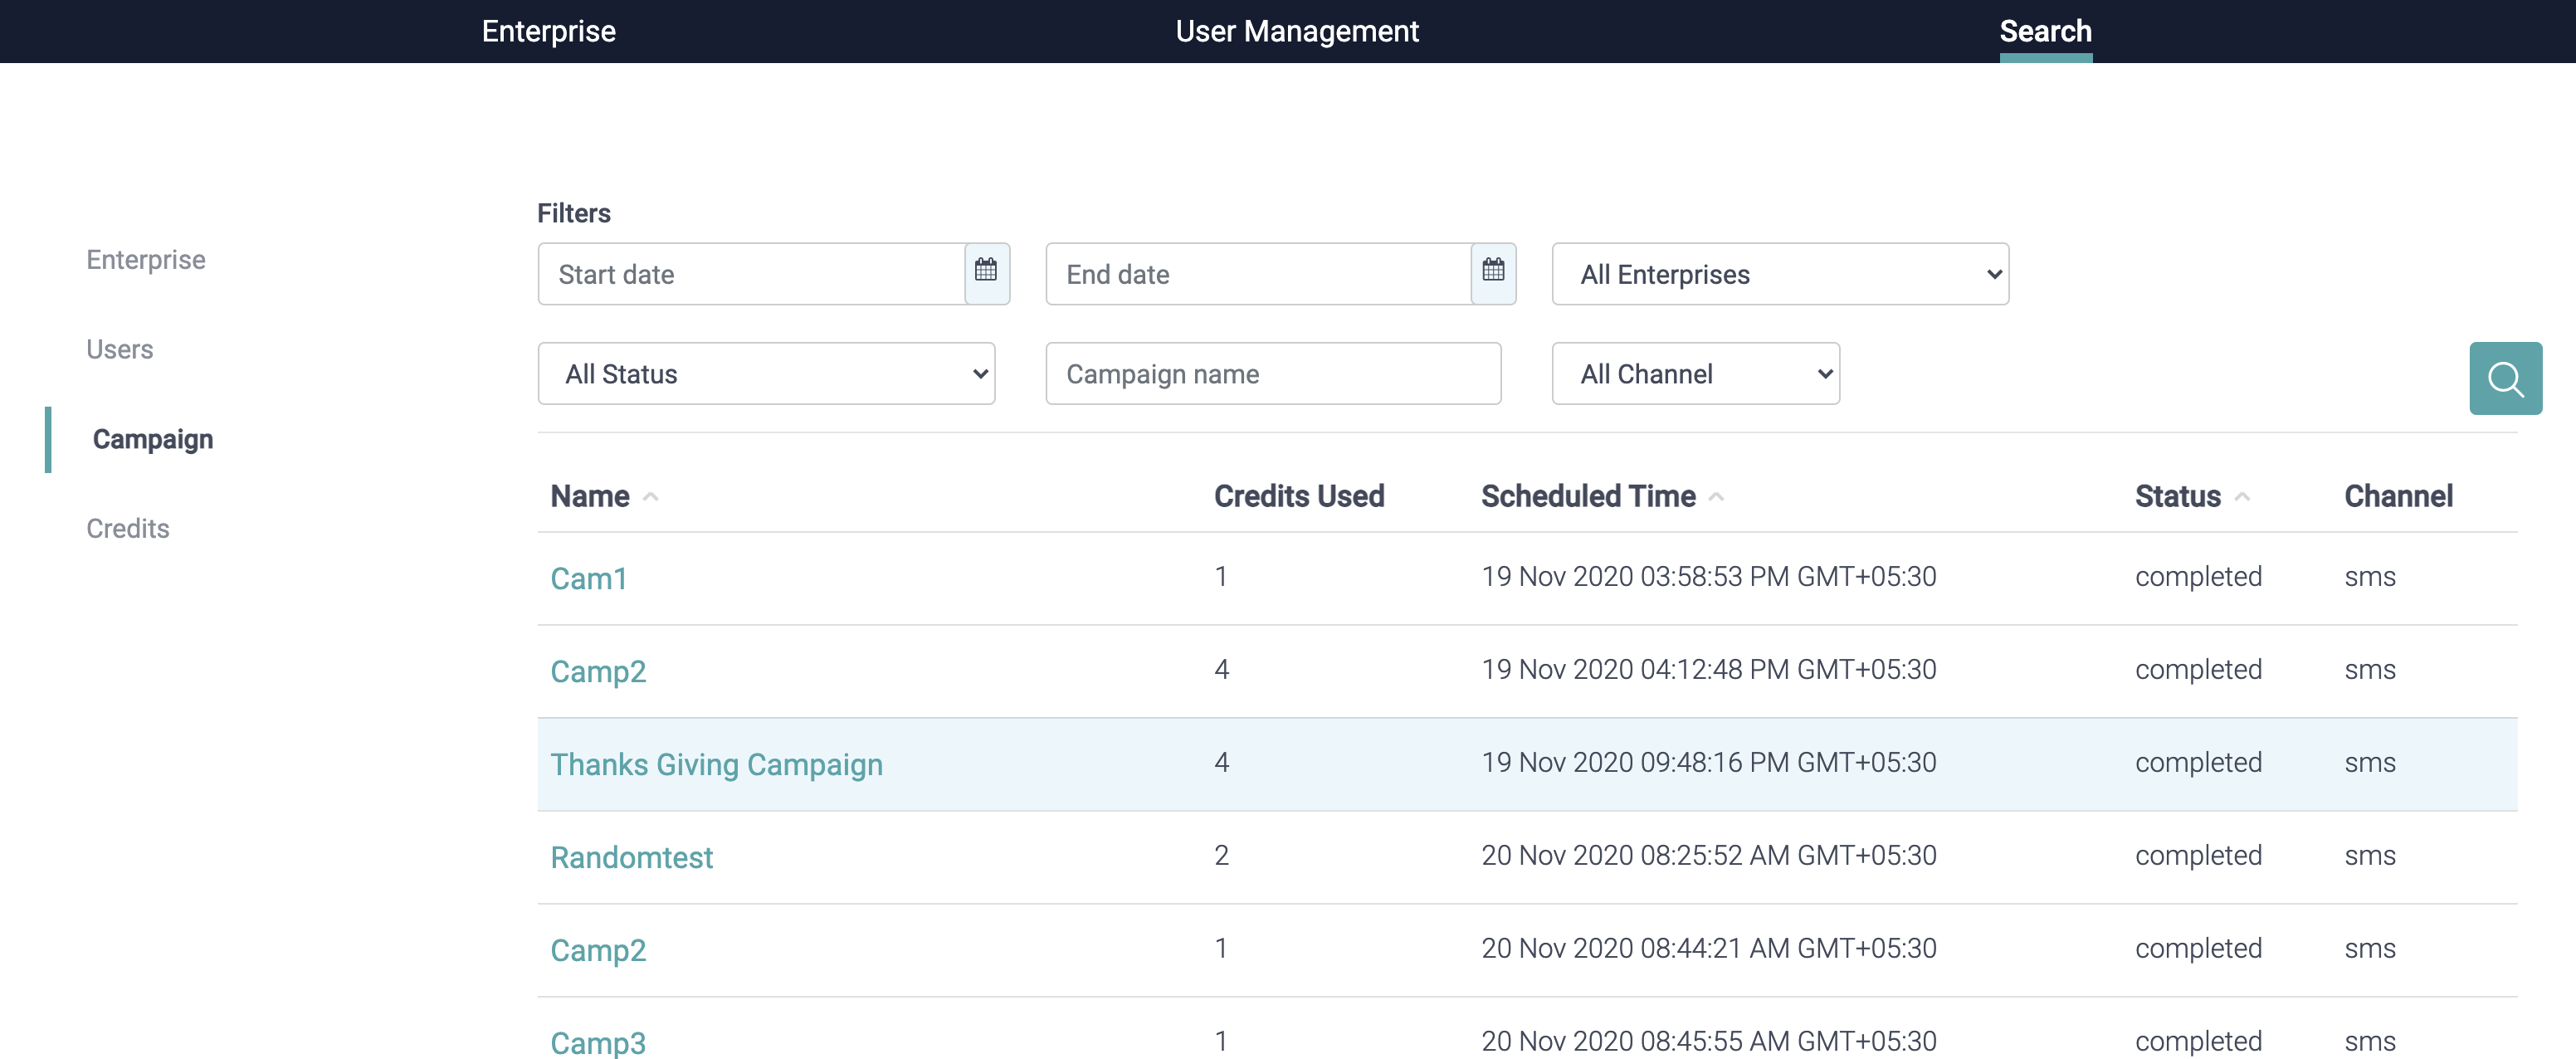 Enterprise User Management Search
Enterprise
Users
Campaign
Credits
Filters
Start date End date All Enterprises
All Status Campaign name All Channel
Name Credits Used Scheduled Time Status Channel
Cam1 1 19 Nov 2020 03:58:53 PM GMT+05:30 completed sms
Camp2 4 19 Nov 2020 04:12:48 PM GMT+05:30 completed sms
Thanks Giving Campaign 4 19 Nov 2020 09:48:16 PM GMT+05:30 completed sms
Randomtest 2 20 Nov 2020 08:25:52 AM GMT+05:30 completed sms
Camp2 1 20 Nov 2020 08:44:21 AM GMT+05:30 completed sms
Camp3 1 20 Nov 2020 08:45:55 AM GMT+05:30 completed sms